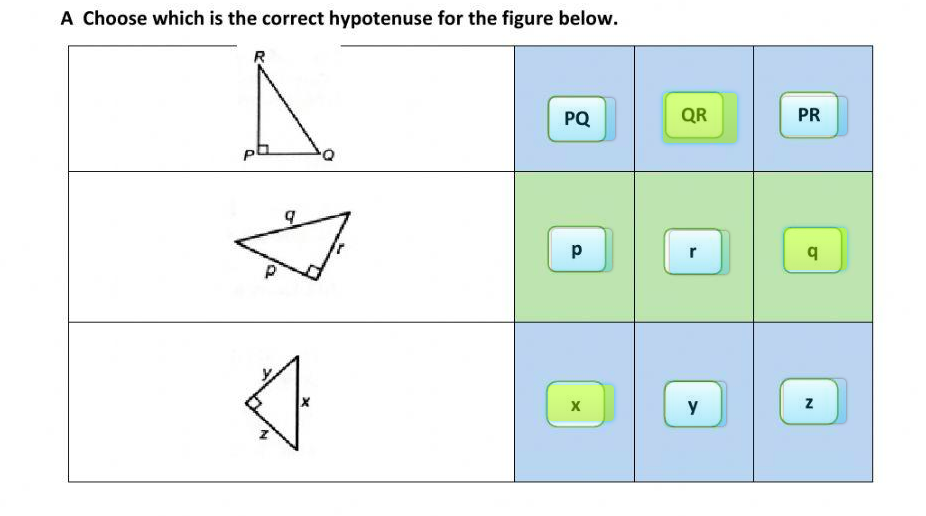 A Choose which is the correct hypotenuse for the figure below.
R
P
Q
PQ QR PR
q
r
p
p r q
y
x
z
x y z